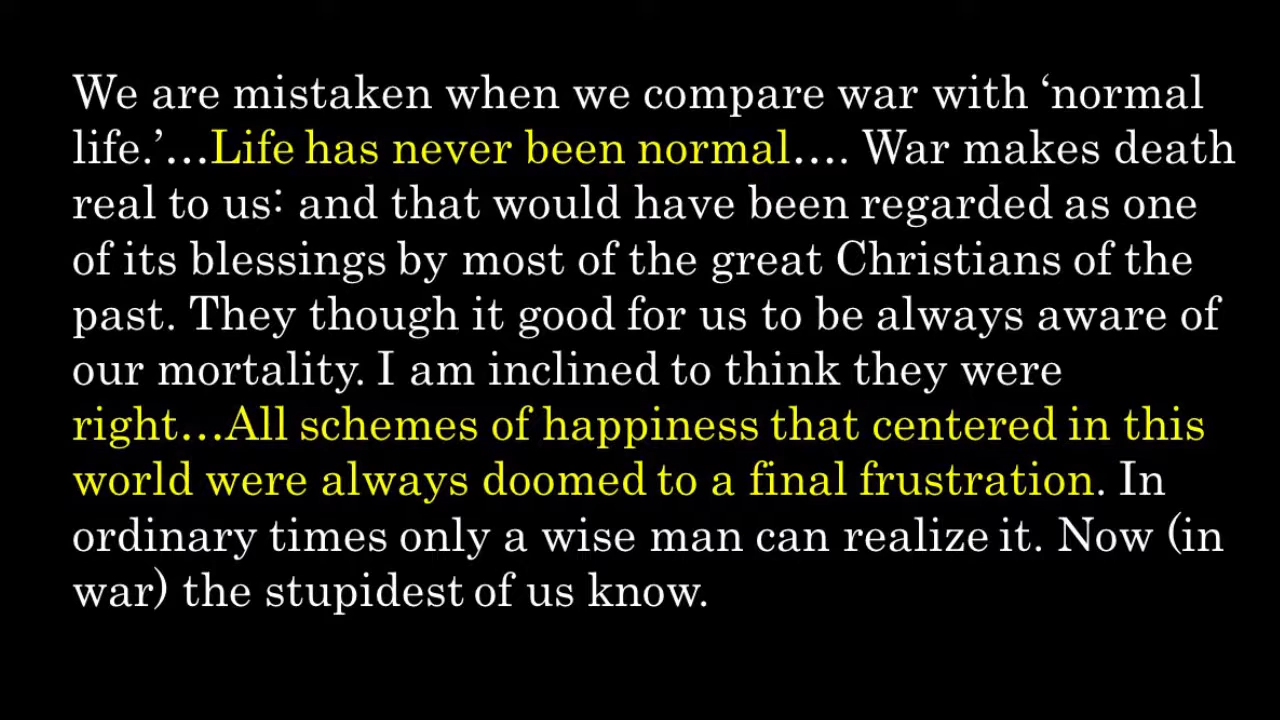 We are mistaken when we compare war with ‘normal
life.’…Life has never been normal…. War makes death
real to us: and that would have been regarded as one
of its blessings by most of the great Christians of the
past. They though it good for us to be always aware of
our mortality. I am inclined to think they were
right…All schemes of happiness that centered in this
world were always doomed to a final frustration. In
ordinary times only a wise man can realize it. Now (in
war) the stupidest of us know.